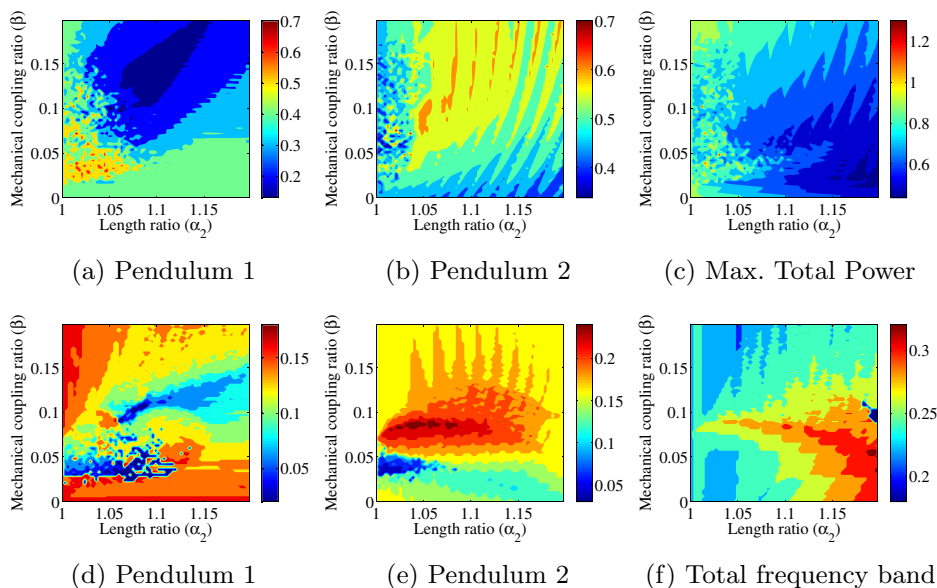 0.7
0.6
0.5
0.4
0.3
0.2
0.15
0.1
0.05
0
1 1.05 1.1 1.15
Mechanical coupling ratio (β)
Length ratio (α2)
(a) Pendulum 1
0.7
0.6
0.5
0.4
0.15
0.1
0.05
0
1 1.05 1.1 1.15
Mechanical coupling ratio (β)
Length ratio (α2)
(b) Pendulum 2
1.2
1
0.8
0.6
0.15
0.1
0.05
0
1 1.05 1.1 1.15
Mechanical coupling ratio (β)
Length ratio (α2)
(c) Max. Total Power
0.15
0.1
0.05
0.15
0.1
0.05
0
1 1.05 1.1 1.15
Mechanical coupling ratio (β)
Length ratio (α2)
(d) Pendulum 1
0.2
0.15
0.1
0.05
0.15
0.1
0.05
0
1 1.05 1.1 1.15
Mechanical coupling ratio (β)
Length ratio (α2)
(e) Pendulum 2
0.3
0.25
0.2
0.15
0.1
0.05
0
1 1.05 1.1 1.15
Mechanical coupling ratio (β)
Length ratio (α2)
(f) Total frequency band